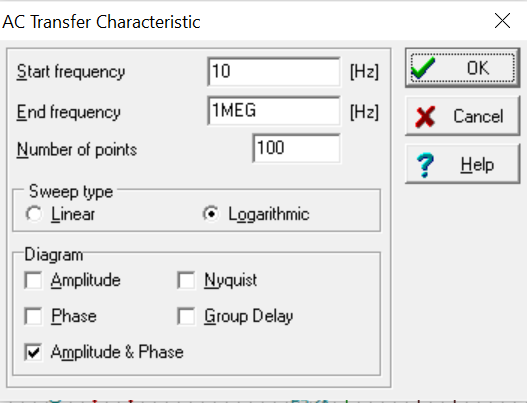 AC Transfer Characteristic
Start frequency 10 [Hz]
End frequency 1MEG [Hz]
Number of points 100
Sweep type
Linear Logarithmic
Diagram
Amplitude Nyquist
Phase Group Delay
Amplitude & Phase
OK
Cancel
? Help